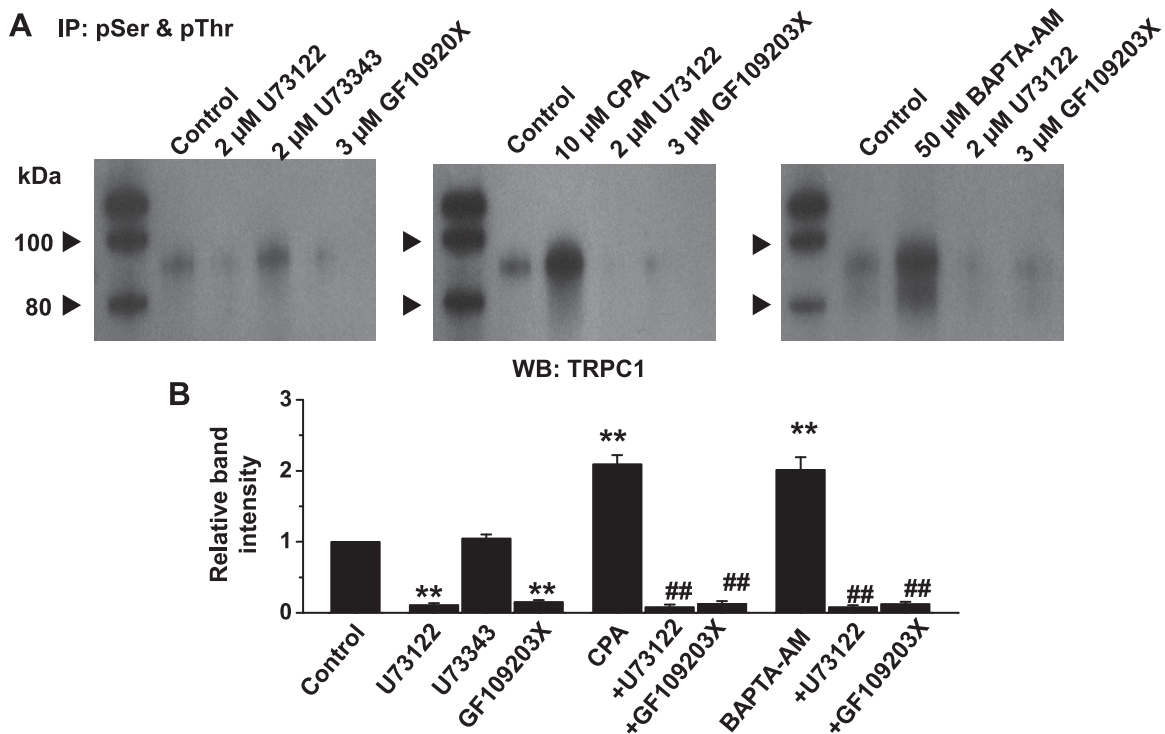 A IP: pSer & pThr
Control
2 µM U73122
2 µM U73343
3 µM GF10920X
Control
10 µM CPA
2 µM U73122
3 µM GF109203X
Control
50 µM BAPTA-AM
2 µM U73122
3 µM GF109203X
kDa
100
80
WB: TRPC1
B
Relative band
intensity
3
2
1
0
**
**
**
##
##
**
##
##
Control
U73122
U73343
GF109203X
CPA
+U73122
+GF109203X
BAPTA-AM
+U73122
+GF109203X